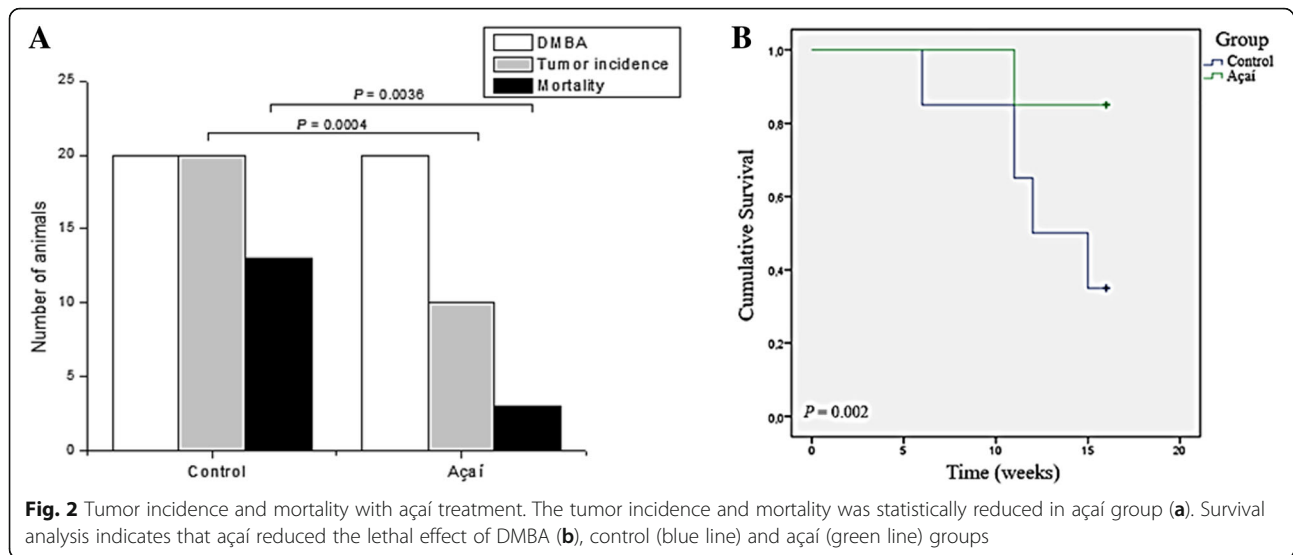 A
DMBA
Tumor incidence
Mortality
25
20
15
10
5
0
P = 0.0036
P = 0.0004
Number of animals
Control
Açaí
B
Group
Control
Açaí
1,0
0,8
0,6
0,4
0,2
0,0
Cumulative Survival
P = 0.002
0
5
10
15
20
Time (weeks)
Fig. 2 Tumor incidence and mortality with açaí treatment. The tumor incidence and mortality was statistically reduced in açaí group (a). Survival
analysis indicates that açaí reduced the lethal effect of DMBA (b), control (blue line) and açaí (green line) groups